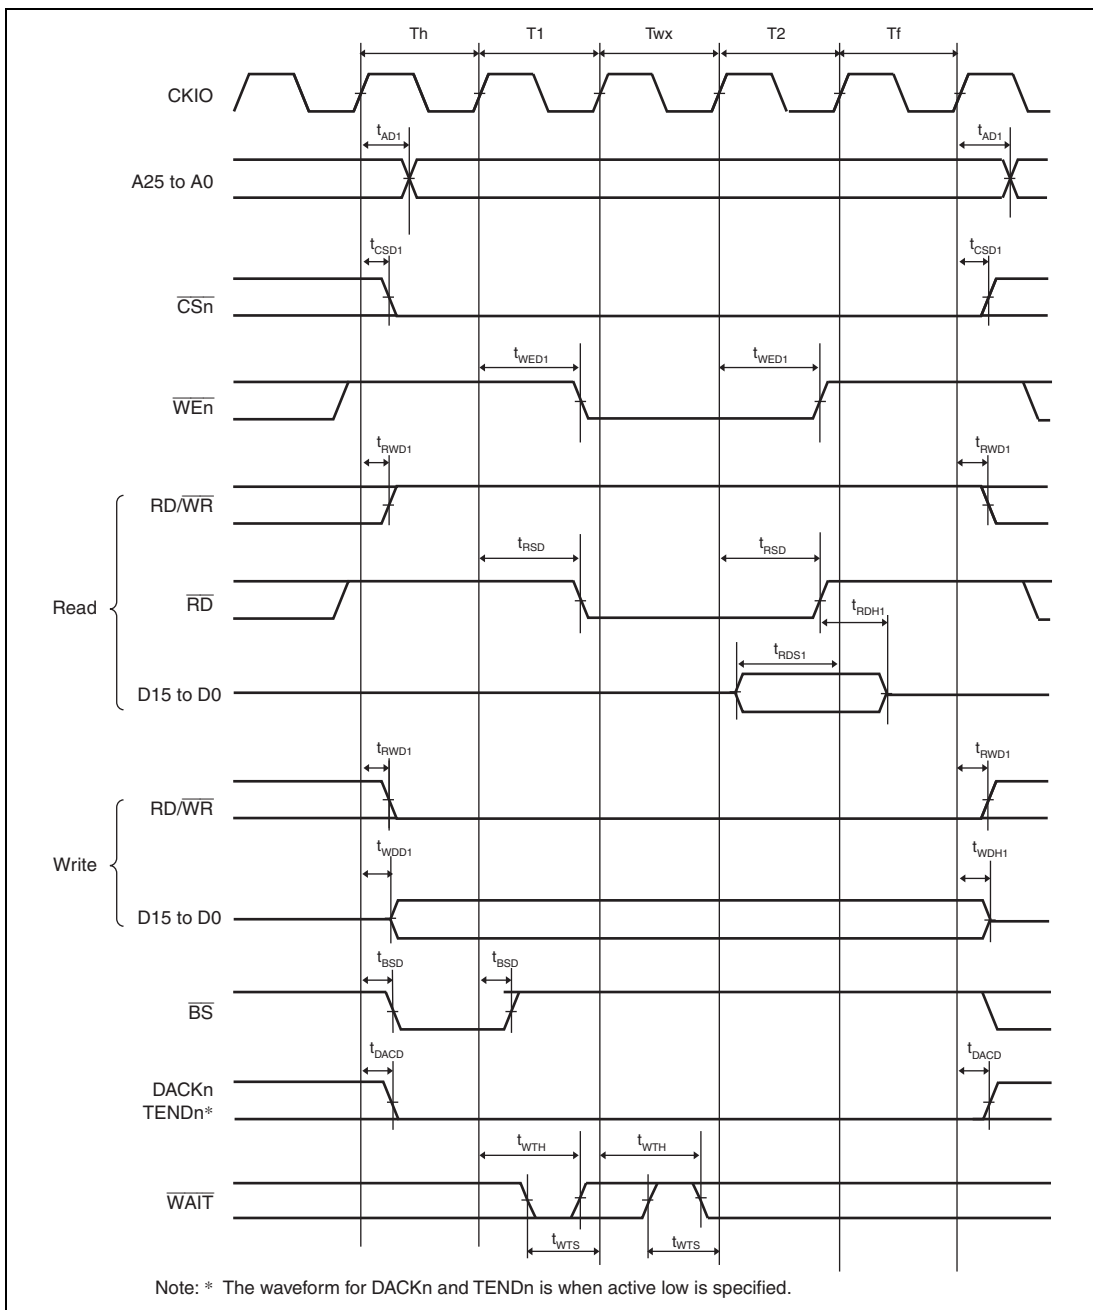 Th T1 Twx T2 Tf
CKIO
tAD1 tAD1
A25 to A0
tCSD1 tCSD1
CSn
tWED1 tWED1
WEn
tRWD1 tRWD1
RD/WR
tRSD tRSD
Read
RD
tRDH1
tRDS1
D15 to D0
tRWD1 tRWD1
RD/WR
Write
tWDD1 tWDH1
D15 to D0
tBSD tBSD
BS
tDACD tDACD
DACKn
TENDn*
tWTH tWTH
WAIT
tWTS tWTS
Note: * The waveform for DACKn and TENDn is when active low is specified.